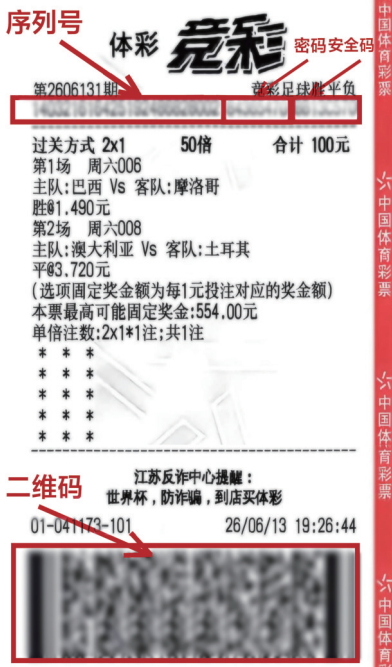 序列号
体彩 竞彩
密码 安全码
第2606131期 竞彩足球胜平负
过关方式 2x1 50倍 合计 100元
第1场 周六006
主队:巴西 Vs 客队:摩洛哥
胜@1.490元
第2场 周六008
主队:澳大利亚 Vs 客队:土耳其
平@3.720元
(选项固定奖金额为每1元投注对应的奖金额)
本票最高可能固定奖金:554.00元
单倍注数:2x1*1注;共1注
* * *
* * *
* * *
* * *
* * *
江苏反诈中心提醒：
世界杯，防诈骗，到店买体彩
二维码
01-041173-101 26/06/13 19:26:44
中国体育彩票
中国体育彩票
中国体育彩票
中国体育